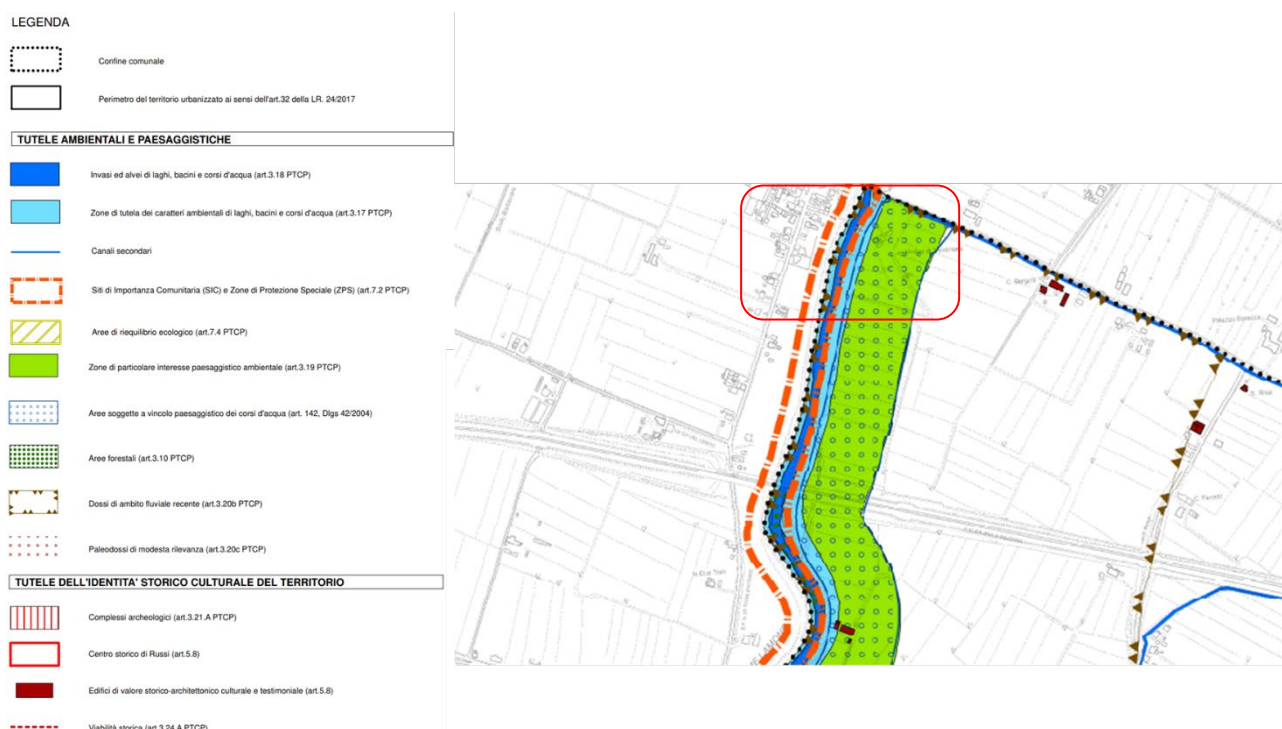 LEGENDA
Confine comunale
Perimetro del territorio urbanizzato ai sensi dell'art.32 della LR. 24/2017
TUTELE AMBIENTALI E PAESAGGISTICHE
Invasi ed alvei di laghi, bacini e corsi d'acqua (art.3.18 PTCP)
Zone di tutela dei caratteri ambientali di laghi, bacini e corsi d'acqua (art.3.17 PTCP)
Canali secondari
Siti di Importanza Comunitaria (SIC) e Zone di Protezione Speciale (ZPS) (art.7.2 PTCP)
Aree di riequilibrio ecologico (art.7.4 PTCP)
Zone di particolare interesse paesaggistico ambientale (art.3.19 PTCP)
Aree soggette a vincolo paesaggistico dei corsi d'acqua (art. 142, Dlgs 42/2004)
Aree forestali (art.3.10 PTCP)
Dossi di ambito fluviale recente (art.3.20b PTCP)
Paleodossi di modesta rilevanza (art.3.20c PTCP)
TUTELE DELL'IDENTITA' STORICO CULTURALE DEL TERRITORIO
Complessi archeologici (art.3.21.A PTCP)
Centro storico di Russi (art.5.8)
Edifici di valore storico-architettonico culturale e testimoniale (art.5.8)
Viabilità storica (art.3.24.A PTCP)